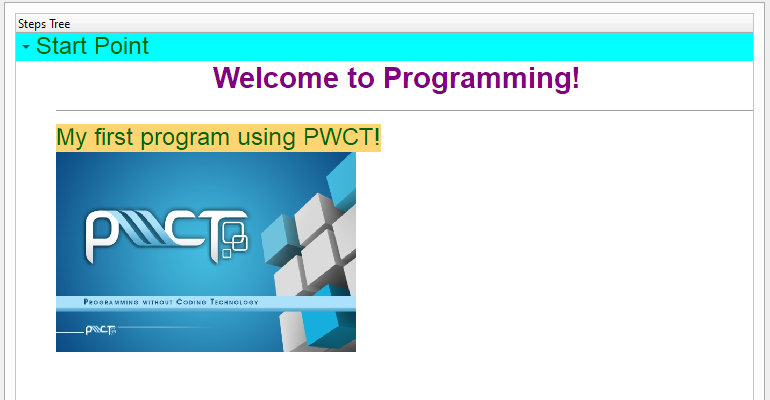 Steps Tree
Start Point
Welcome to Programming!
My first program using PWCT!
PWCT
Programming without Coding Technology
PWCT